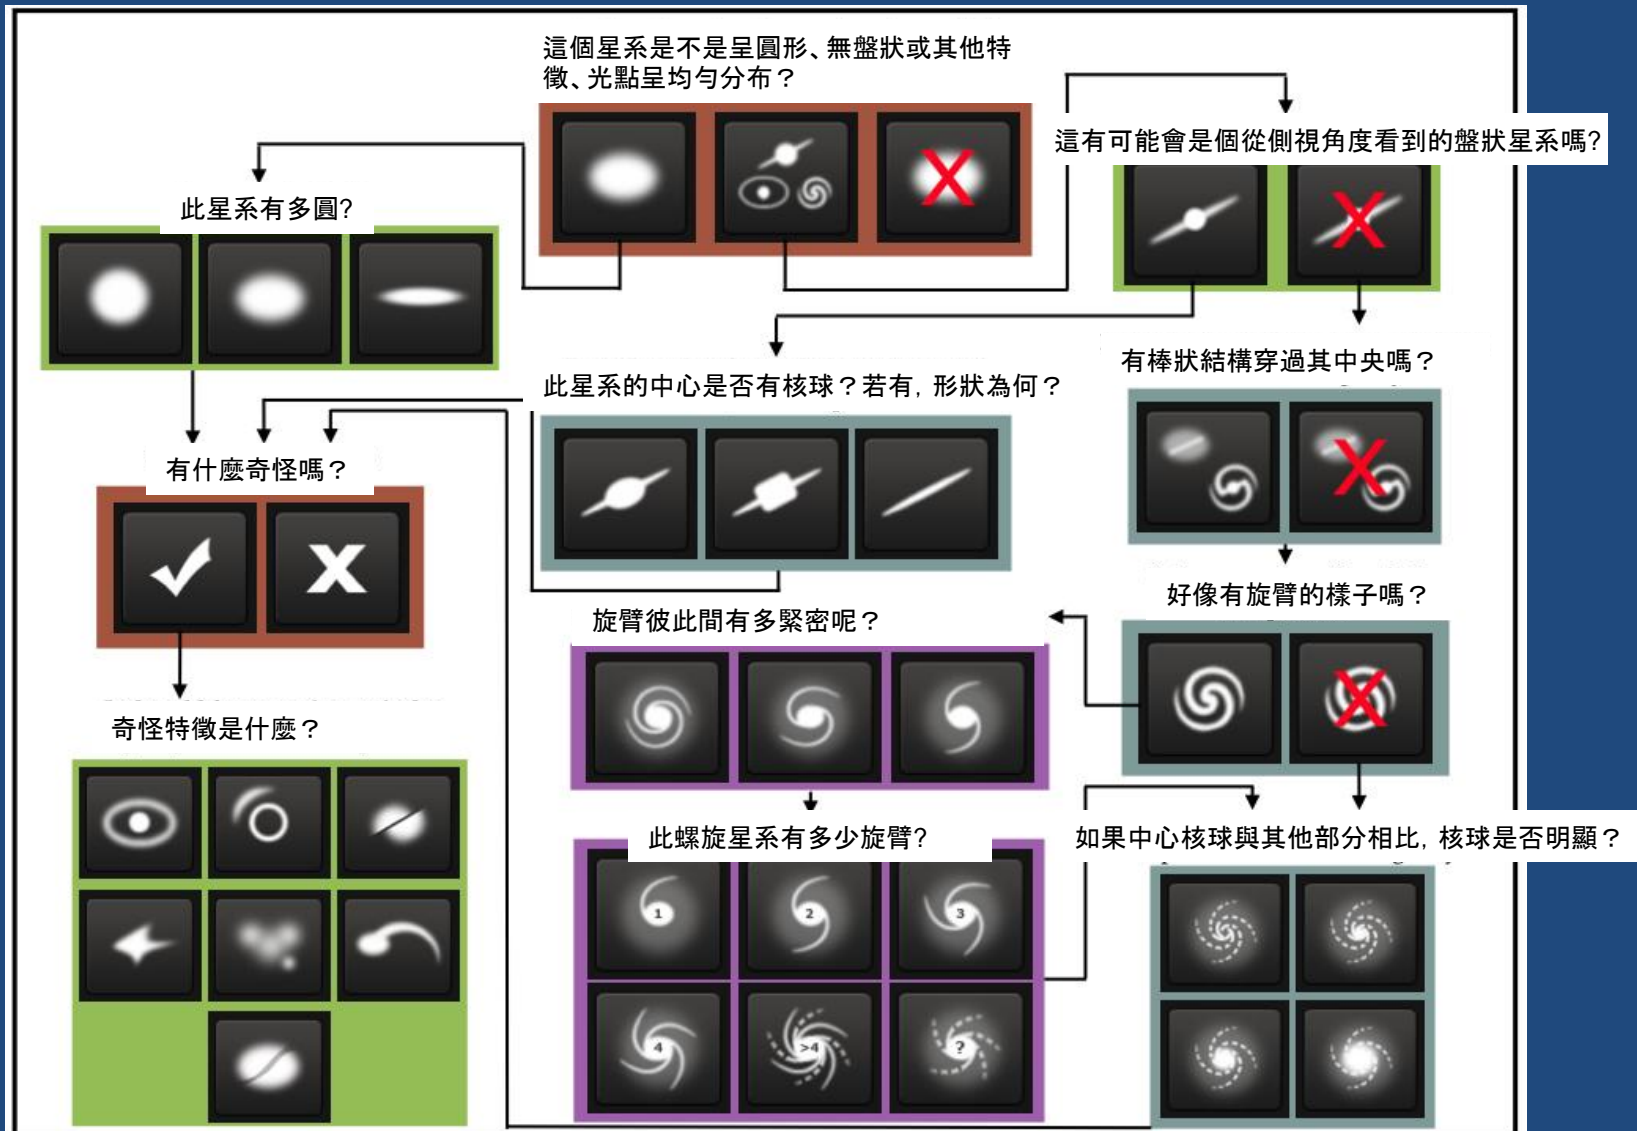 這個星系是不是呈圓形、無盤狀或其他特
徵、光點呈均勻分布？
這有可能會是個從側視角度看到的盤狀星系嗎?
此星系有多圓?
有棒狀結構穿過其中央嗎？
此星系的中心是否有核球？若有, 形狀為何？
有什麼奇怪嗎？
好像有旋臂的樣子嗎？
旋臂彼此間有多緊密呢？
奇怪特徵是什麼？
此螺旋星系有多少旋臂?
如果中心核球與其他部分相比, 核球是否明顯？
1
2
3
4
>4
?